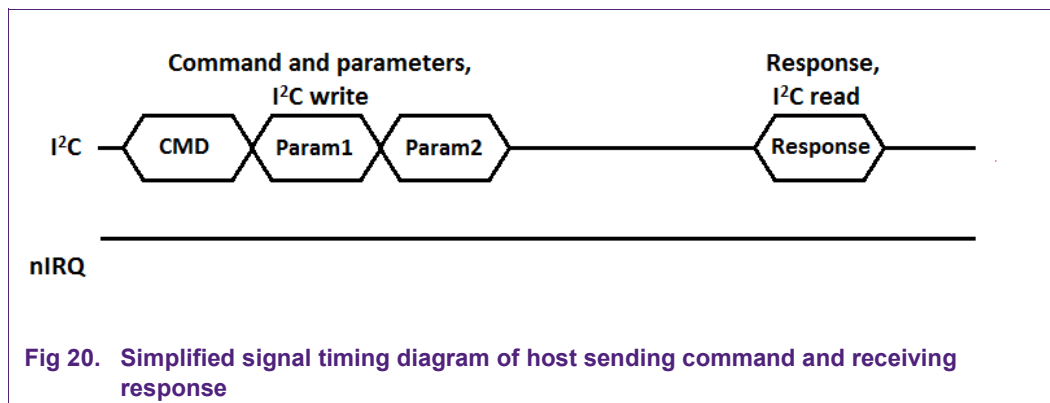 Command and parameters,
I²C write
Response,
I²C read
I²C
CMD
Param1
Param2
Response
nIRQ
Fig 20. Simplified signal timing diagram of host sending command and receiving
response